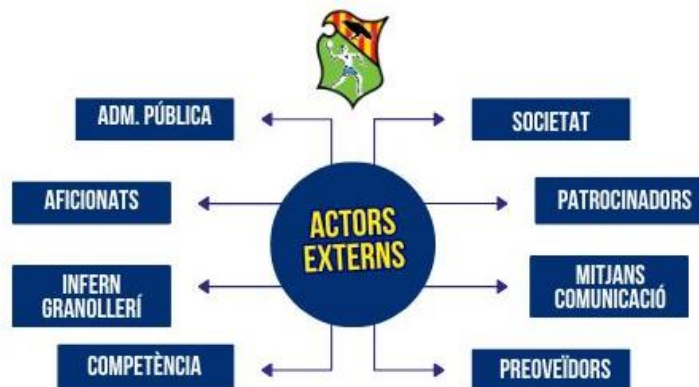 ADM. PÚBLICA
SOCIETAT
AFICIONATS
ACTORS
EXTERNS
PATROCINADORS
INFERN
GRANOLLERÍ
MITJANS
COMUNICACIÓ
COMPETÈNCIA
PREOVEÏDORS